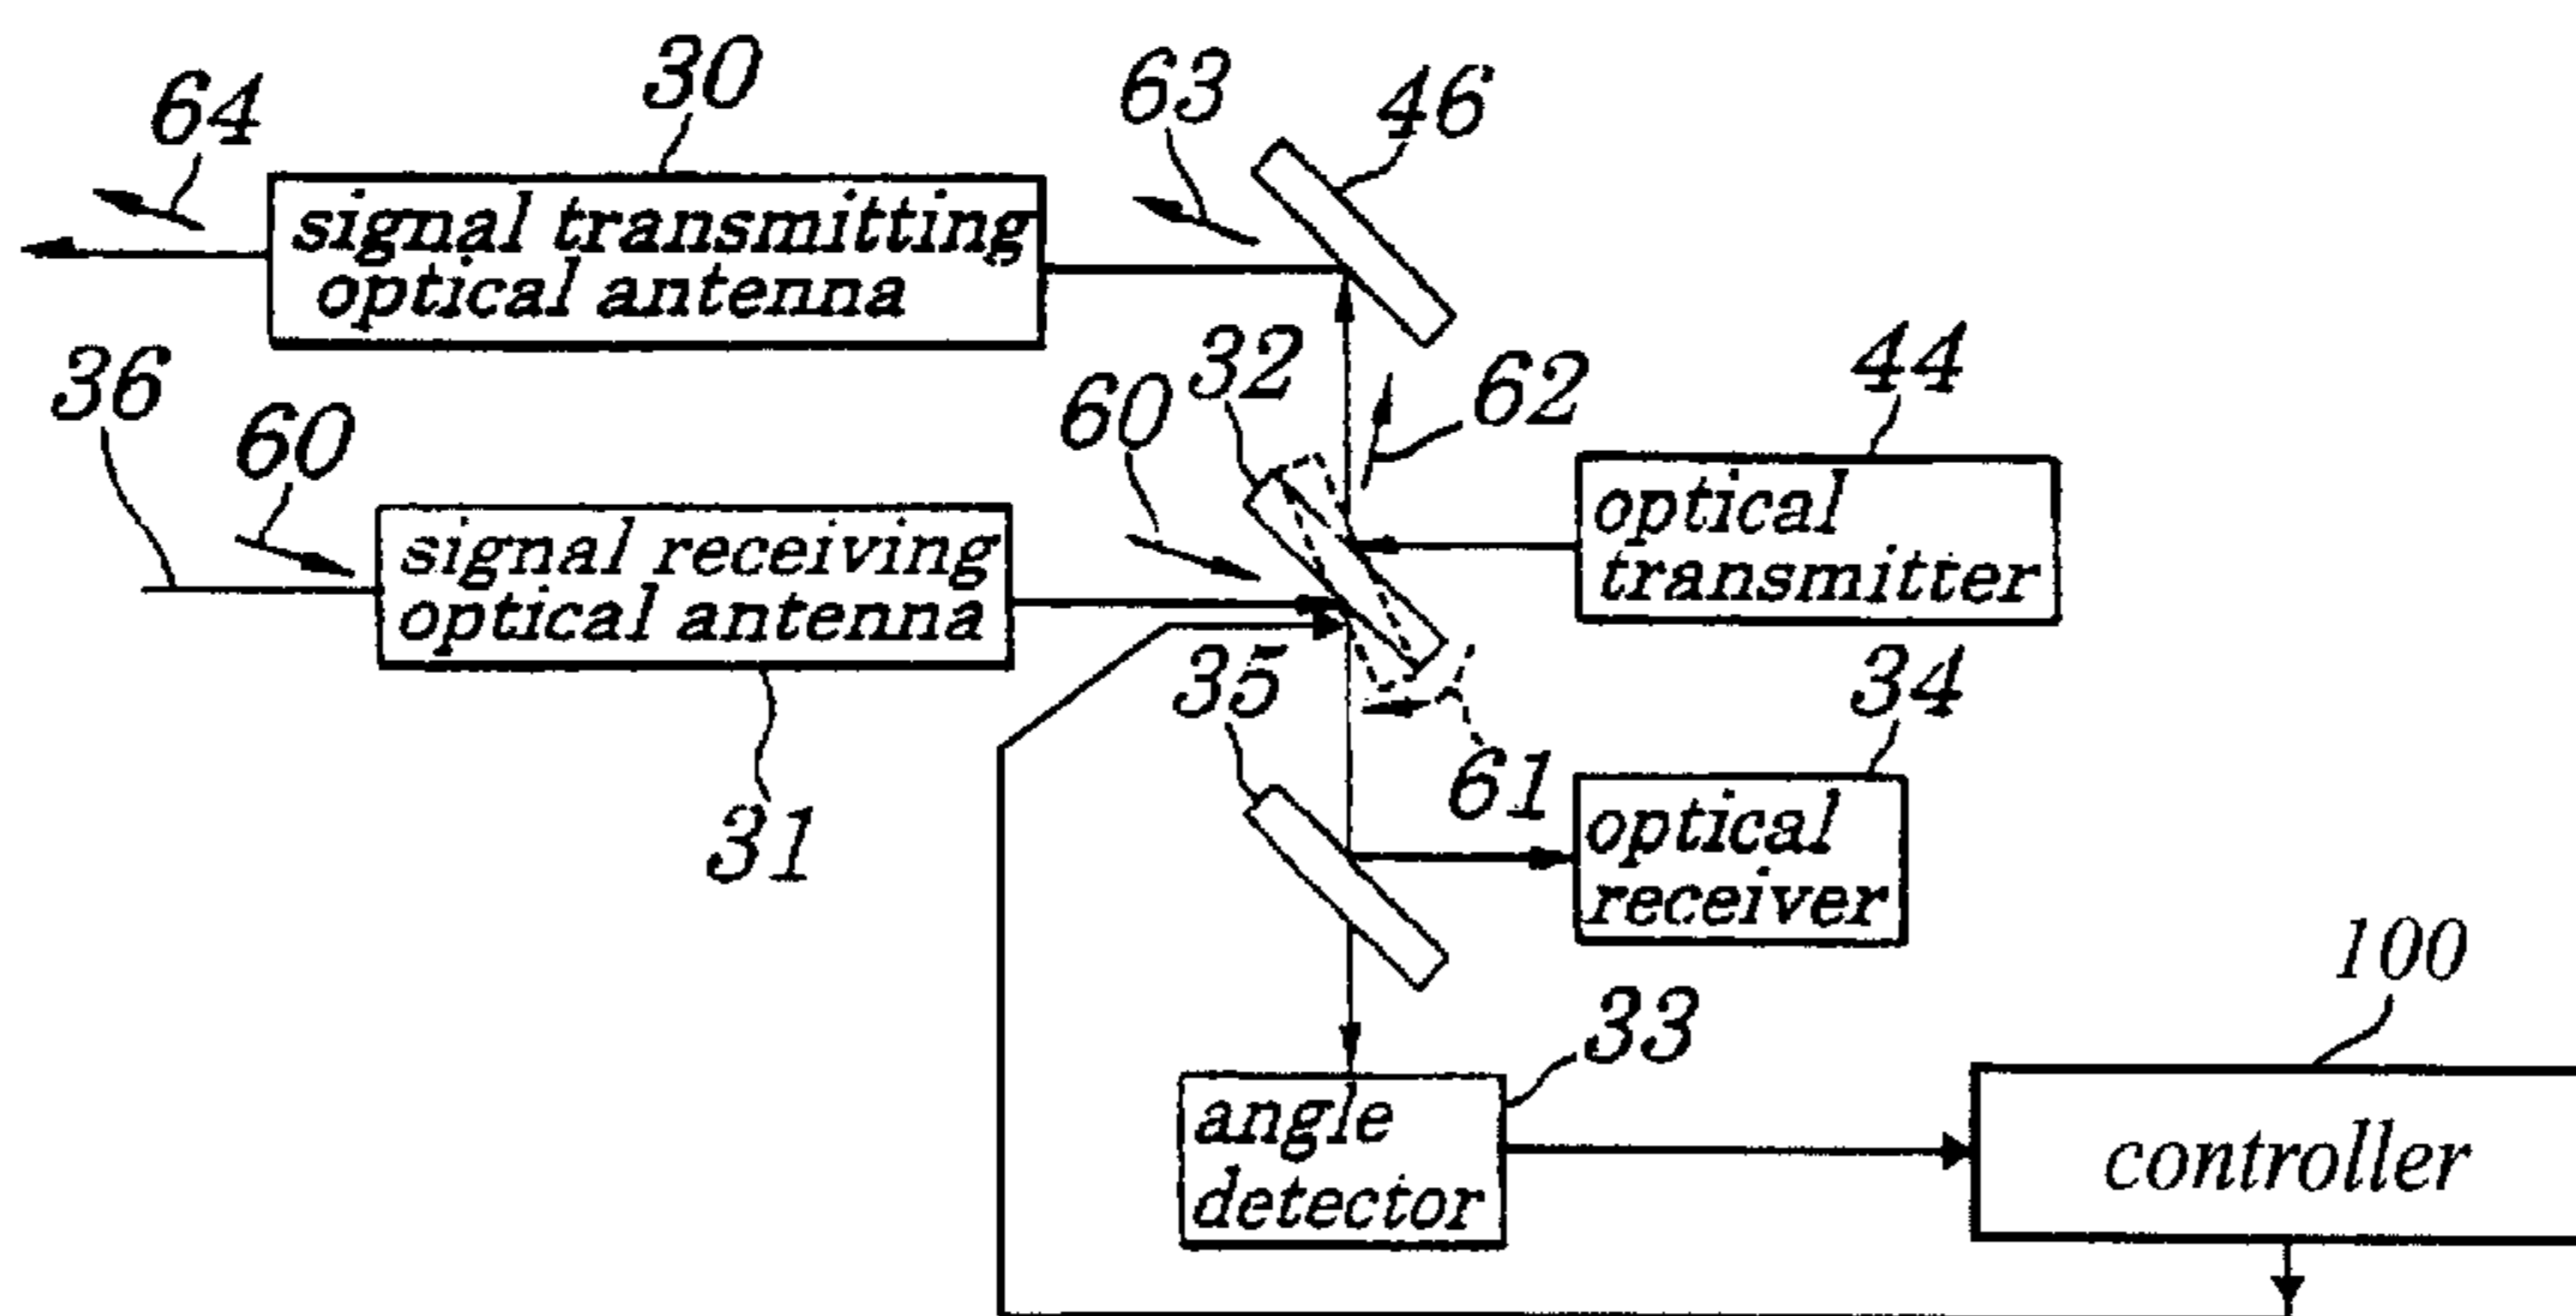 30
63
46
64
signal transmitting
optical antenna
32
44
36
60
60
62
signal receiving
optical antenna
optical
transmitter
35
34
31
61
optical
receiver
33
100
angle
detector
controller